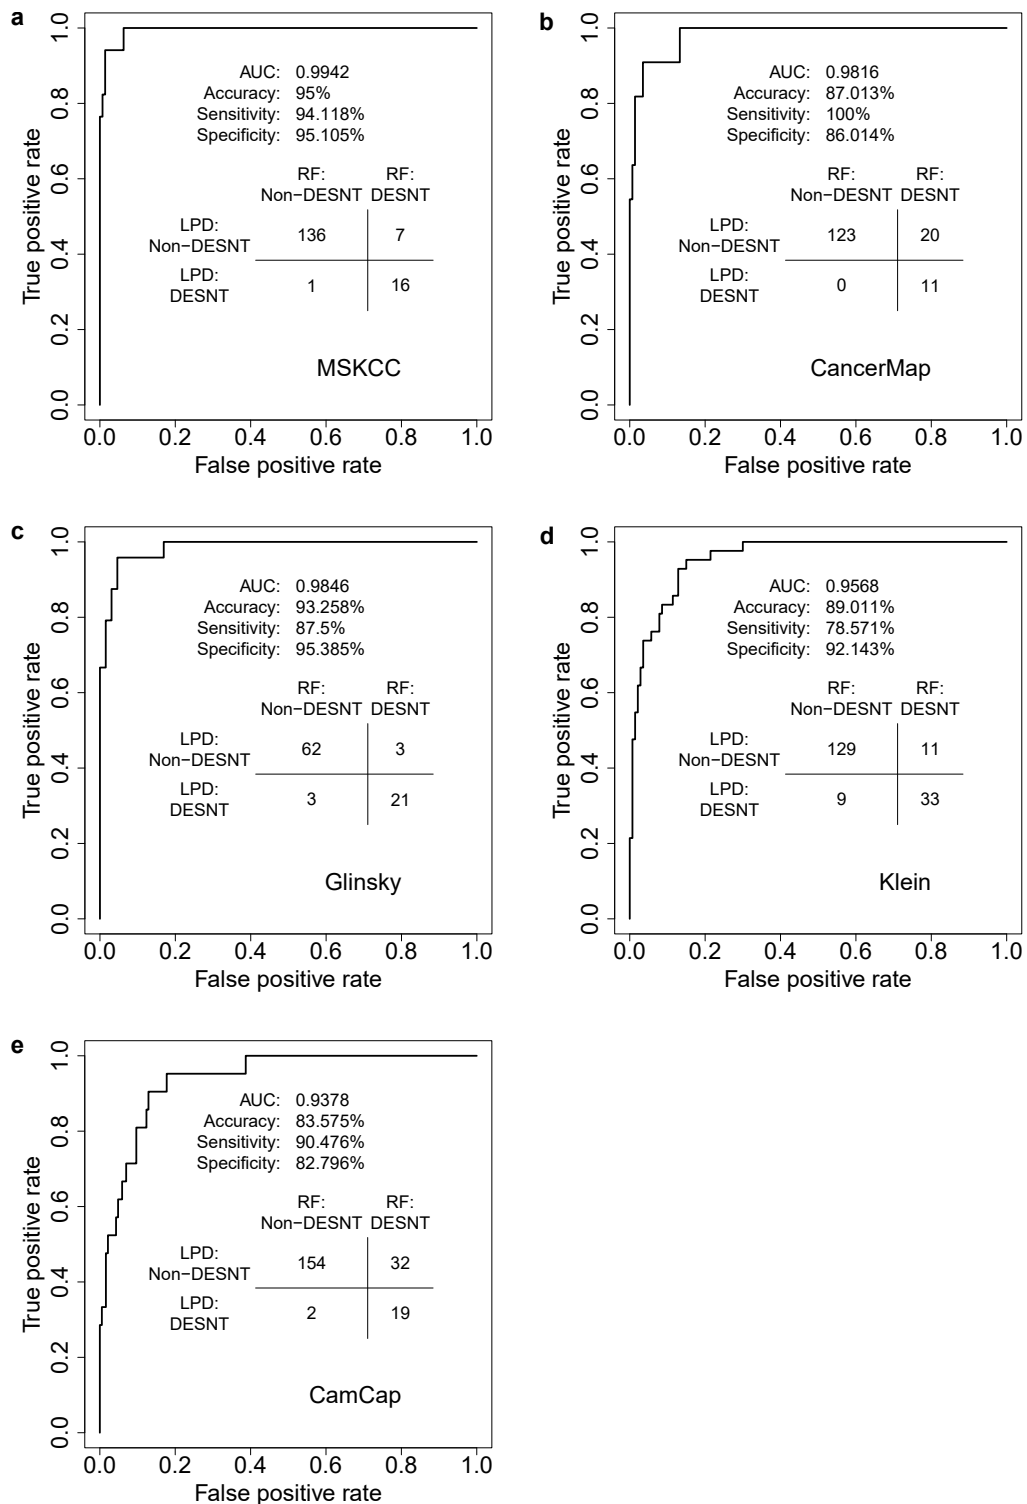 a
True positive rate
0.0 0.2 0.4 0.6 0.8 1.0
AUC: 0.9942
Accuracy: 95%
Sensitivity: 94.118%
Specificity: 95.105%
RF: RF:
Non−DESNT DESNT
LPD:
Non−DESNT 136 7
LPD:
DESNT 1 16
MSKCC
0.0 0.2 0.4 0.6 0.8 1.0
False positive rate
b
True positive rate
0.0 0.2 0.4 0.6 0.8 1.0
AUC: 0.9816
Accuracy: 87.013%
Sensitivity: 100%
Specificity: 86.014%
RF: RF:
Non−DESNT DESNT
LPD:
Non−DESNT 123 20
LPD:
DESNT 0 11
CancerMap
0.0 0.2 0.4 0.6 0.8 1.0
False positive rate
c
True positive rate
0.0 0.2 0.4 0.6 0.8 1.0
AUC: 0.9846
Accuracy: 93.258%
Sensitivity: 87.5%
Specificity: 95.385%
RF: RF:
Non−DESNT DESNT
LPD:
Non−DESNT 62 3
LPD:
DESNT 3 21
Glinsky
0.0 0.2 0.4 0.6 0.8 1.0
False positive rate
d
True positive rate
0.0 0.2 0.4 0.6 0.8 1.0
AUC: 0.9568
Accuracy: 89.011%
Sensitivity: 78.571%
Specificity: 92.143%
RF: RF:
Non−DESNT DESNT
LPD:
Non−DESNT 129 11
LPD:
DESNT 9 33
Klein
0.0 0.2 0.4 0.6 0.8 1.0
False positive rate
e
True positive rate
0.0 0.2 0.4 0.6 0.8 1.0
AUC: 0.9378
Accuracy: 83.575%
Sensitivity: 90.476%
Specificity: 82.796%
RF: RF:
Non−DESNT DESNT
LPD:
Non−DESNT 154 32
LPD:
DESNT 2 19
CamCap
0.0 0.2 0.4 0.6 0.8 1.0
False positive rate